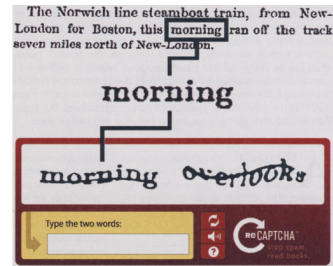 The Norwich line steamboat train, from New-
London for Boston, this morning ran off the track
seven miles north of New-London.
morning
morning overlooks
Type the two words:
reCAPTCHA™
stop spam.
read books.